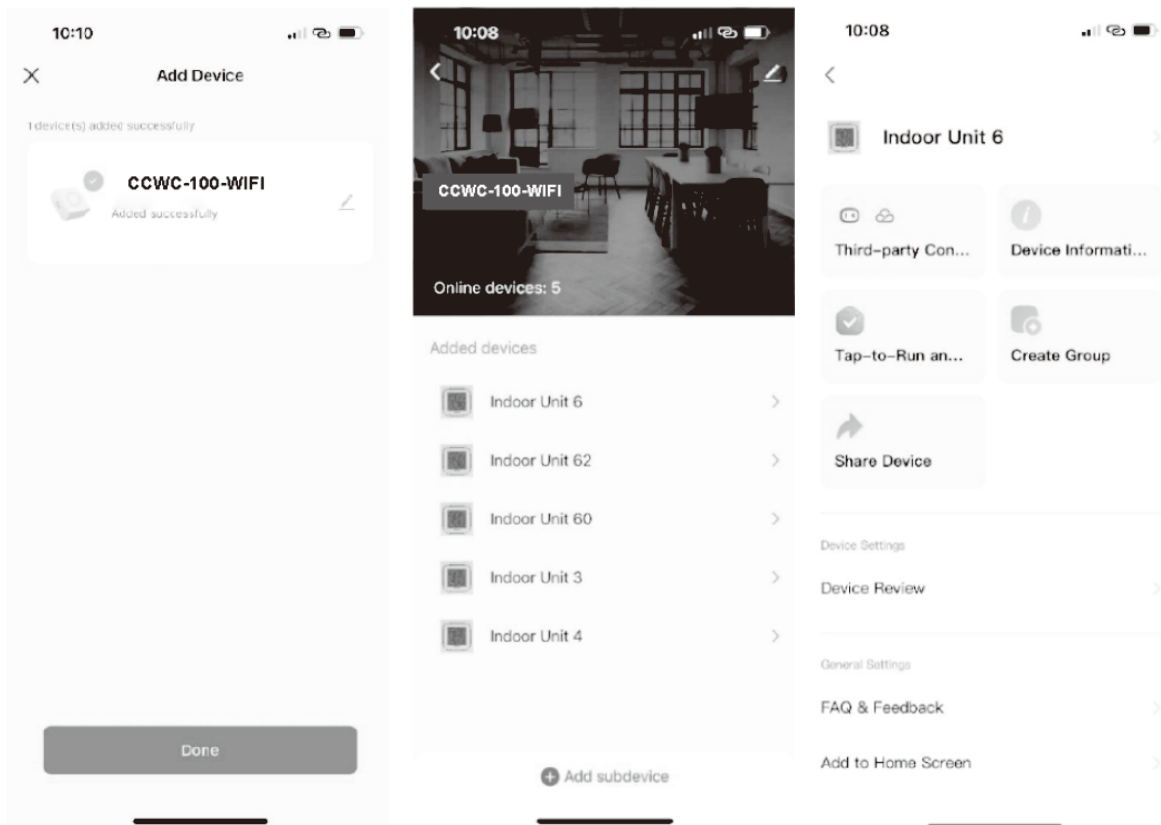 10:10
Add Device
1 device(s) added successfully
CCWC-100-WIFI
Added successfully
Done
10:08
CCWC-100-WIFI
Online devices: 5
Added devices
Indoor Unit 6
Indoor Unit 62
Indoor Unit 60
Indoor Unit 3
Indoor Unit 4
Add subdevice
10:08
Indoor Unit 6
Third-party Con...
Device Informati...
Tap-to-Run an...
Create Group
Share Device
Device Settings
Device Review
General Settings
FAQ & Feedback
Add to Home Screen